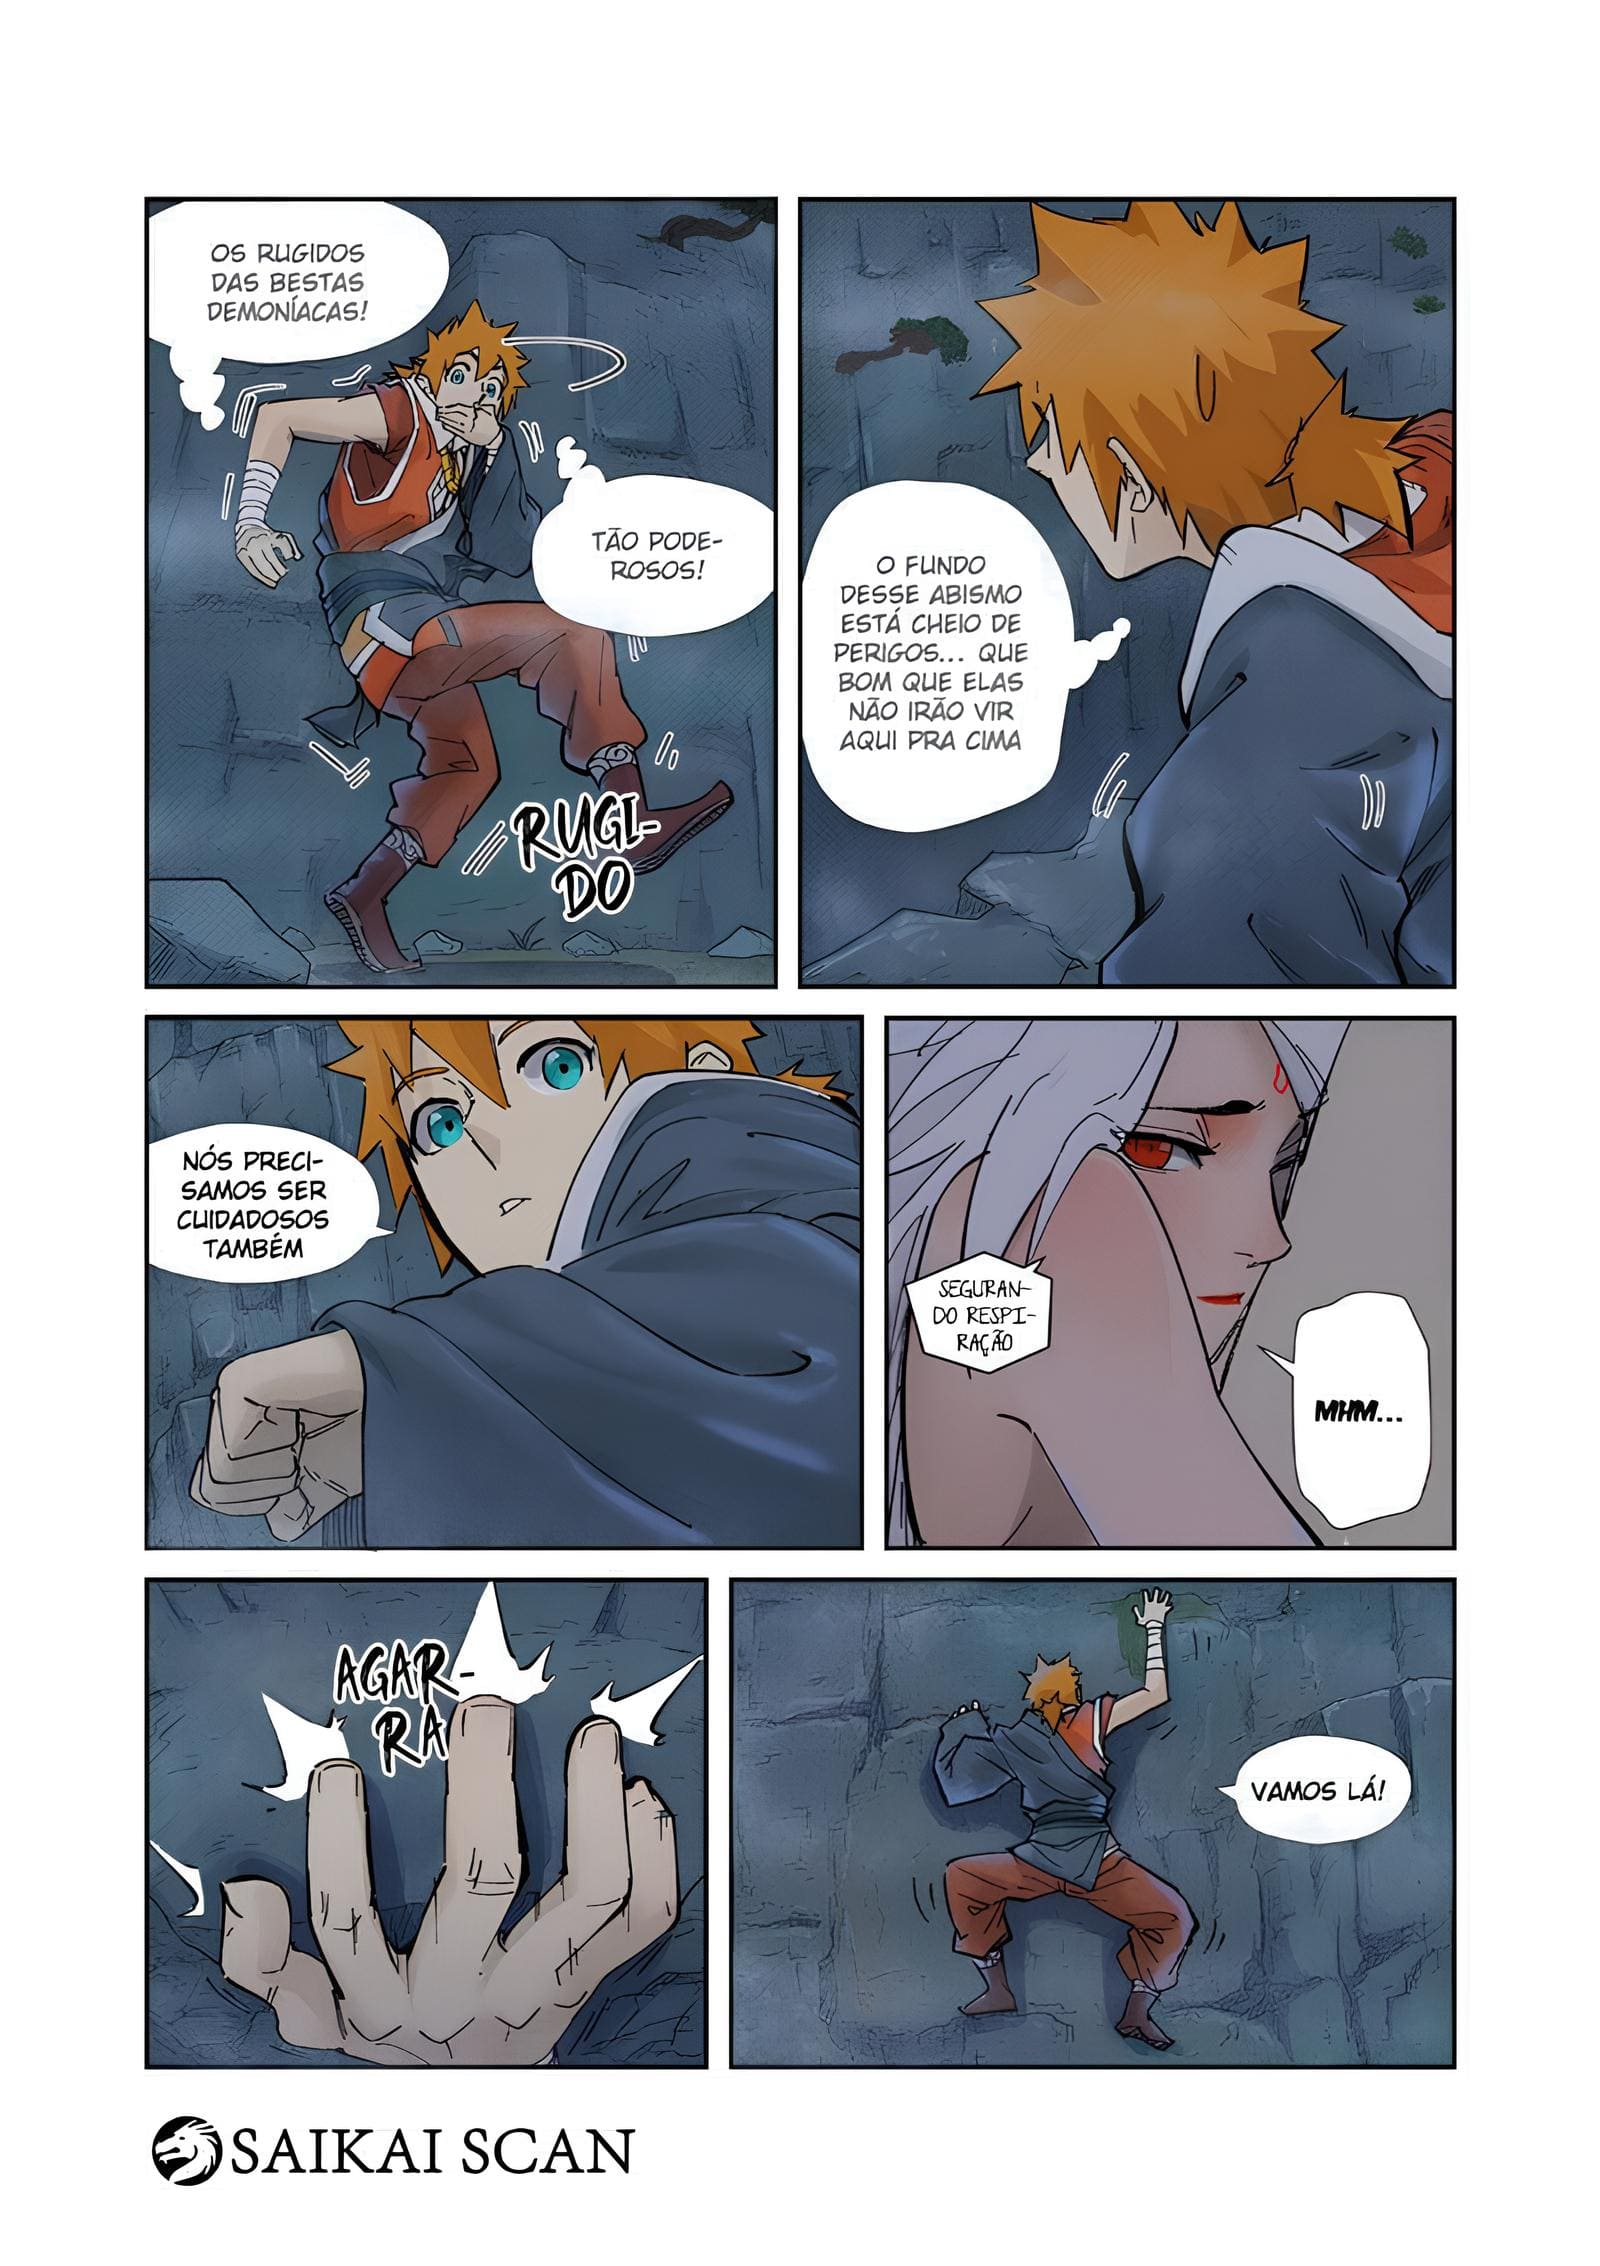 OS RUGIDOS
DAS BESTAS
DEMONÍACAS!
TÃO PODE-
ROSOS!
RUGI-
DO
O FUNDO
DESSE ABISMO
ESTÁ CHEIO DE
PERIGOS... QUE
BOM QUE ELAS
NÃO IRÃO VIR
AQUI PRA CIMA
NÓS PRECI-
SAMOS SER
CUIDADOSOS
TAMBÉM
SEGURAN-
DO RESPI-
RAÇÃO
MHM...
AGAR-
RA
VAMOS LÁ!
SAIKAI SCAN